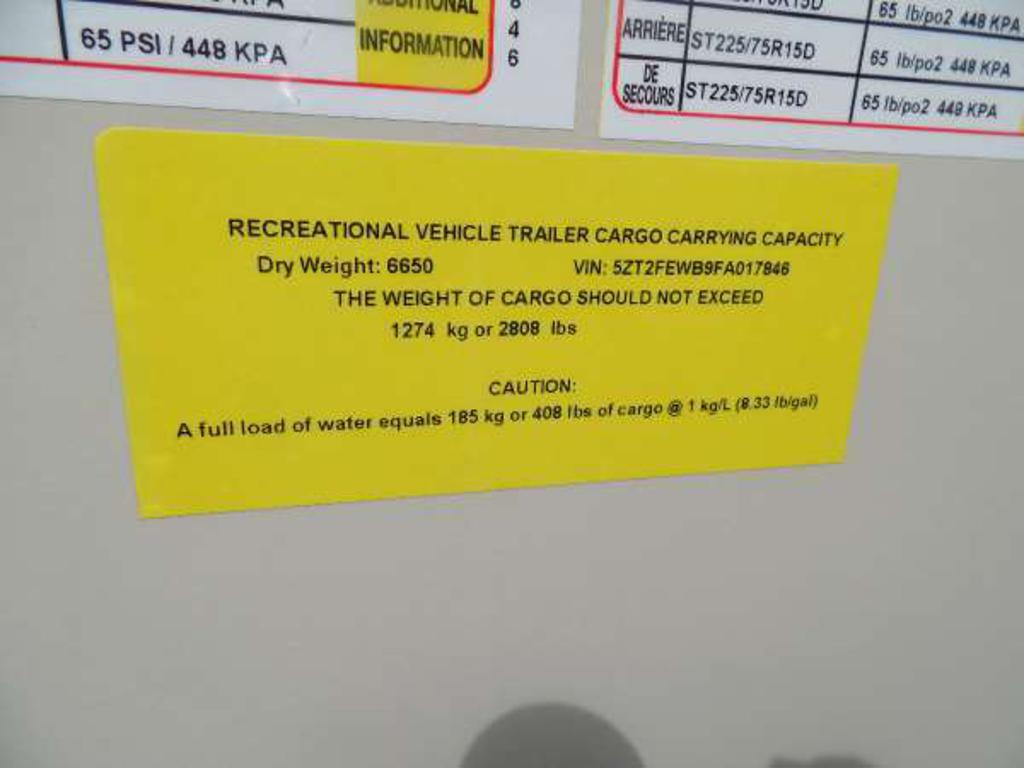 65 PSI / 448 KPA
ADDITIONAL
INFORMATION
4
6
65 lb/po2 448 KPA
ARRIÈRE ST225/75R15D 65 lb/po2 448 KPA
DE
SECOURS ST225/75R15D 65 lb/po2 448 KPA
RECREATIONAL VEHICLE TRAILER CARGO CARRYING CAPACITY
Dry Weight: 6650 VIN: 5ZT2FEWB9FA017846
THE WEIGHT OF CARGO SHOULD NOT EXCEED
1274 kg or 2808 lbs
CAUTION:
A full load of water equals 185 kg or 408 lbs of cargo @ 1 kg/L (8.33 lb/gal)